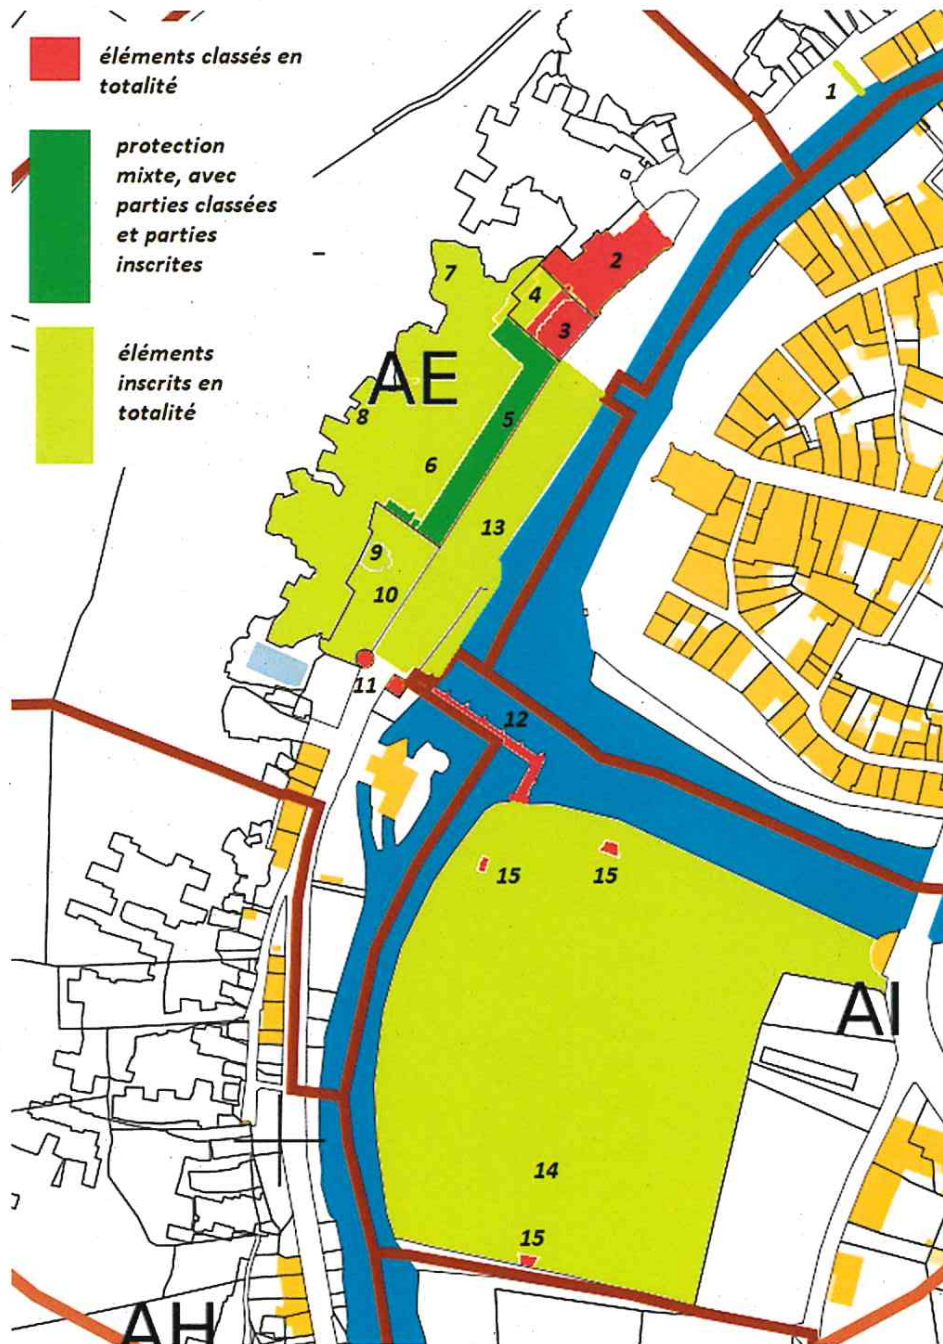 éléments classés en
totalité
protection
mixte, avec
parties classées
et parties
inscrites
éléments
inscrits en
totalité
1
2
7
4
3
AE
8
5
6
13
9
10
11
12
15
15
AI
14
15
AH